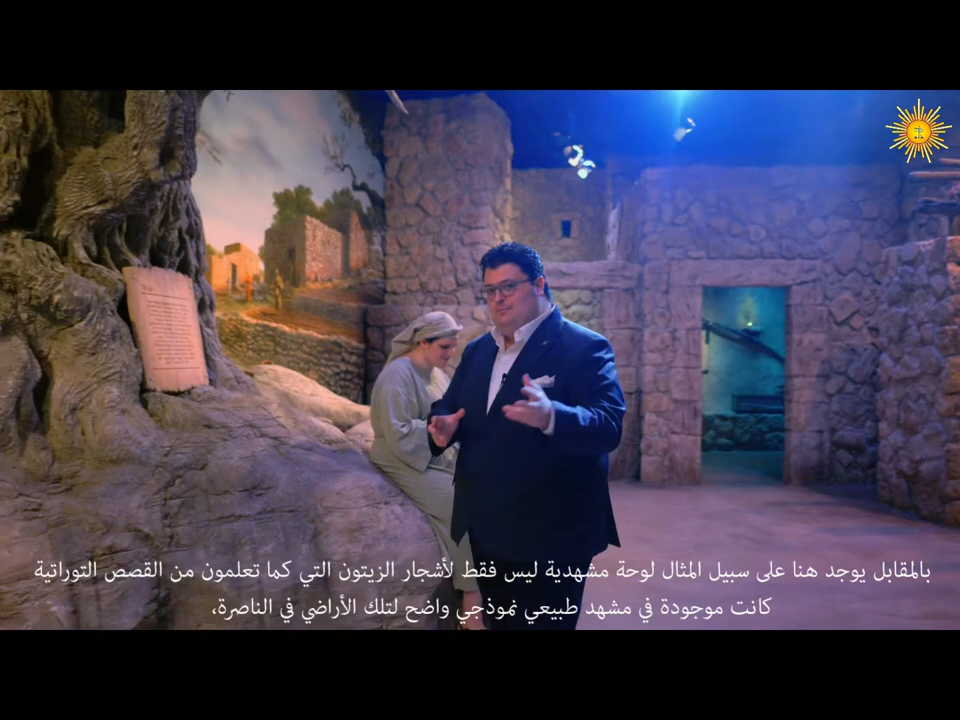 بالمقابل يوجد هنا على سبيل المثال لوحة مشهدية ليس فقط لأشجار الزيتون التي كما تعلمون من القصص التوراتية
كانت موجودة في مشهد طبيعي نموذجي واضح لتلك الأراضي في الناصرة،